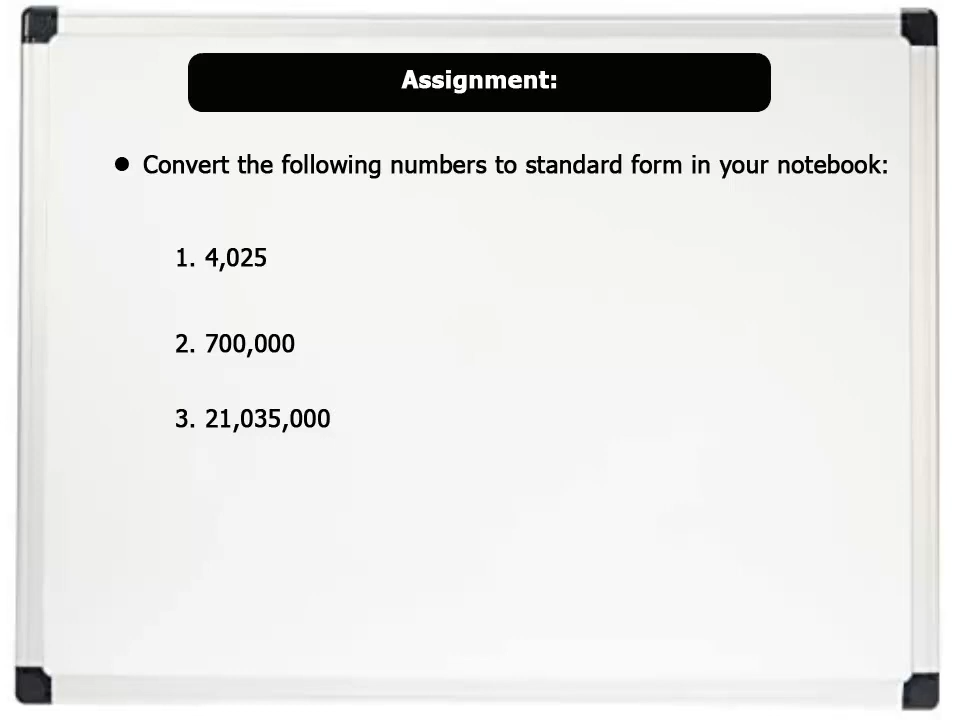 Assignment:
● Convert the following numbers to standard form in your notebook:
1. 4,025
2. 700,000
3. 21,035,000